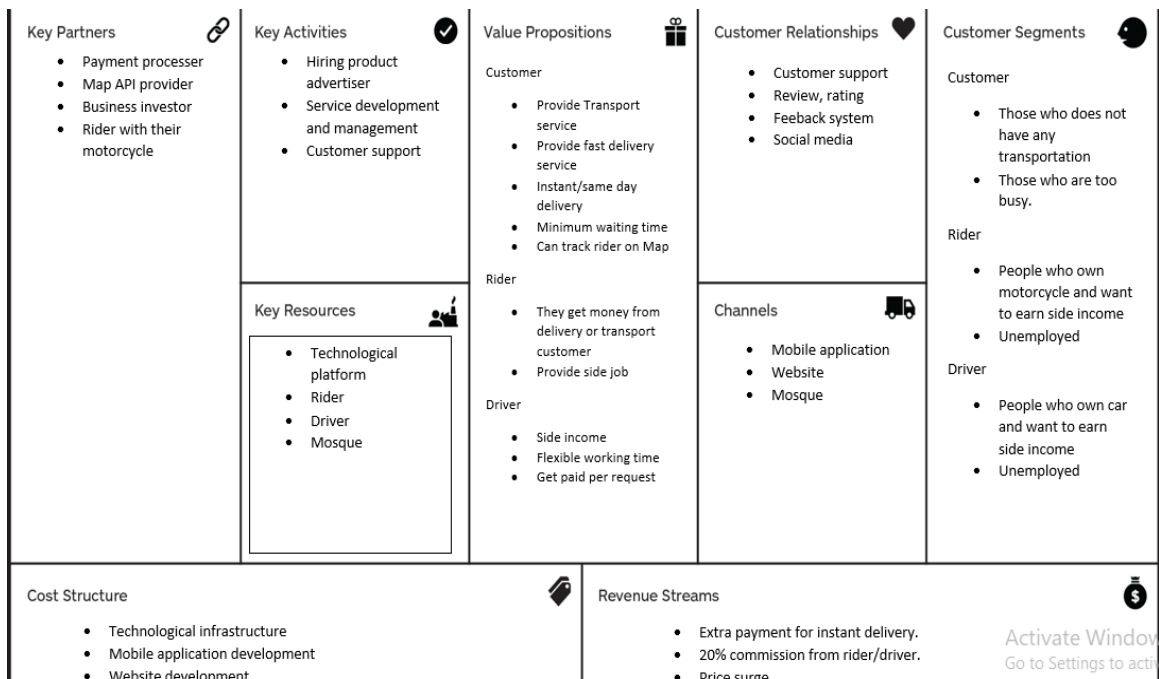 Key Partners
Payment processer
Map API provider
Business investor
Rider with their
motorcycle
Key Activities
Hiring product
advertiser
Service development
and management
Customer support
Key Resources
Technological
platform
Rider
Driver
Mosque
Value Propositions
Customer
Provide Transport
service
Provide fast delivery
service
Instant/same day
delivery
Minimum waiting time
Can track rider on Map
Rider
They get money from
delivery or transport
customer
Provide side job
Driver
Side income
Flexible working time
Get paid per request
Customer Relationships
Customer support
Review, rating
Feeback system
Social media
Channels
Mobile application
Website
Mosque
Customer Segments
Customer
Those who does not
have any
transportation
Those who are too
busy.
Rider
People who own
motorcycle and want
to earn side income
Unemployed
Driver
People who own car
and want to earn
side income
Unemployed
Cost Structure
Technological infrastructure
Mobile application development
Website development
Revenue Streams
Extra payment for instant delivery.
20% commission from rider/driver.
Price surge
Activate Window
Go to Settings to activ